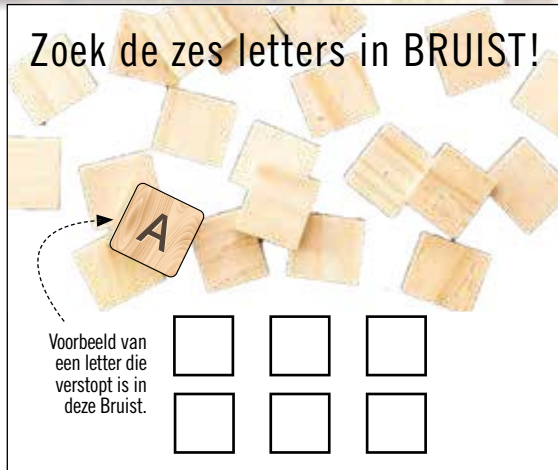 Zoek de zes letters in BRUIST!
A
Voorbeeld van
een letter die
verstopt is in
deze Bruist.